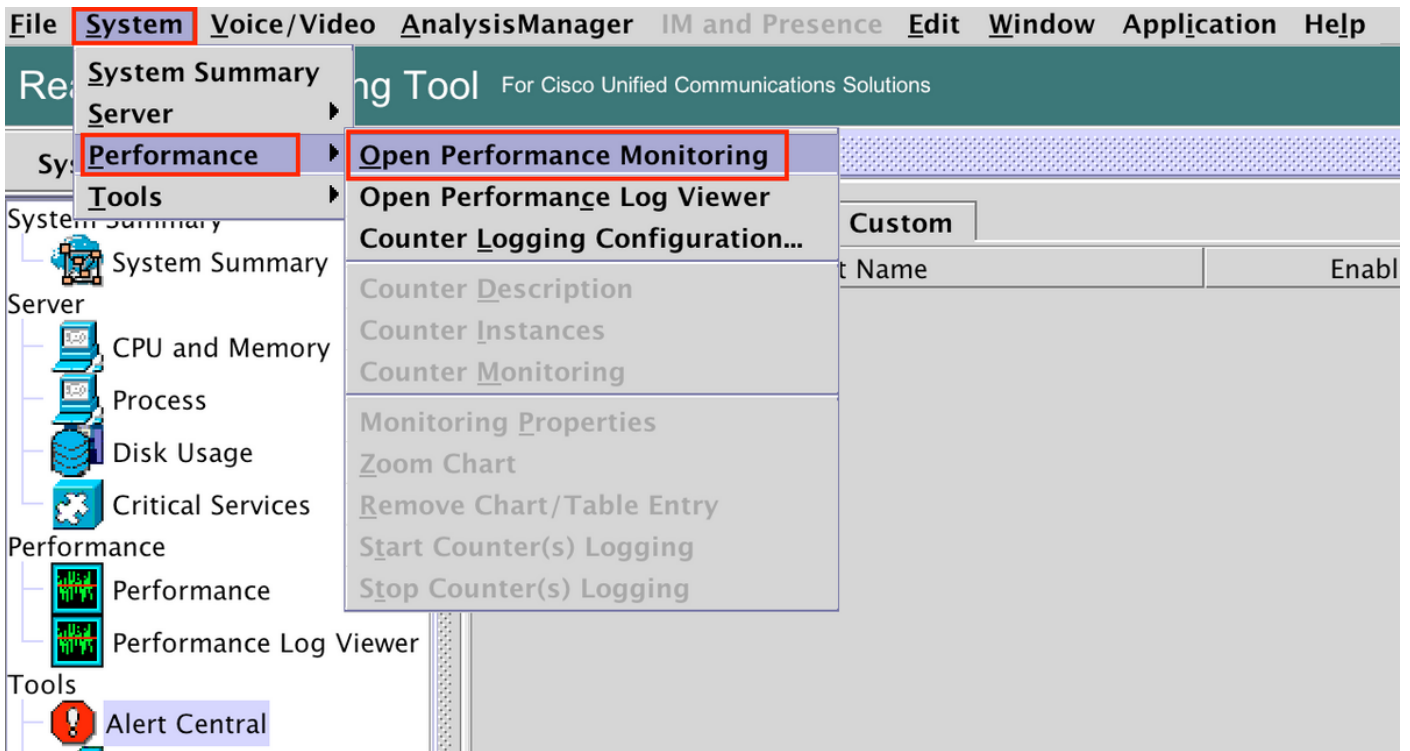 File System Voice/Video AnalysisManager IM and Presence Edit Window Application Help
Rea ng Tool For Cisco Unified Communications Solutions
System Summary
Server
Performance
Tools
Open Performance Monitoring
Open Performance Log Viewer
Counter Logging Configuration...
Counter Description
Counter Instances
Counter Monitoring
Monitoring Properties
Zoom Chart
Remove Chart/Table Entry
Start Counter(s) Logging
Stop Counter(s) Logging
Sys
Custom
t Name Enabl
System Summary
System Summary
Server
CPU and Memory
Process
Disk Usage
Critical Services
Performance
Performance
Performance Log Viewer
Tools
Alert Central